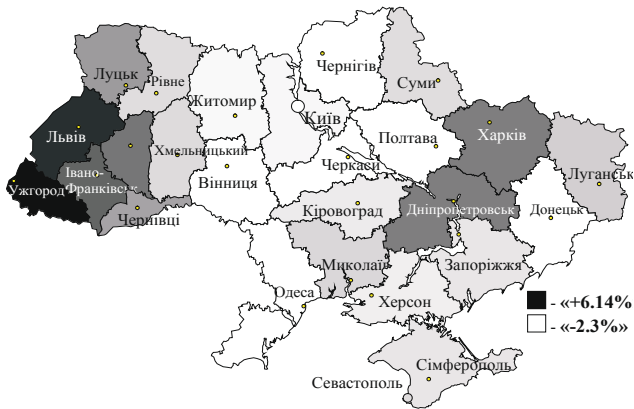 Чернігів
Луцьк
Рівне
Суми
Житомир
Київ
Львів
Харків
Полтава
Хмельницький
Черкаси
Івано-
Франківськ
Ужгород
Вінниця
Луганськ
Чернівці
Кіровоград
Дніпропетровськ
Донецьк
Миколаїв
Запоріжжя
Одеса
Херсон
- «+6.14%
- «-2.3%»
Сімферополь
Севастополь